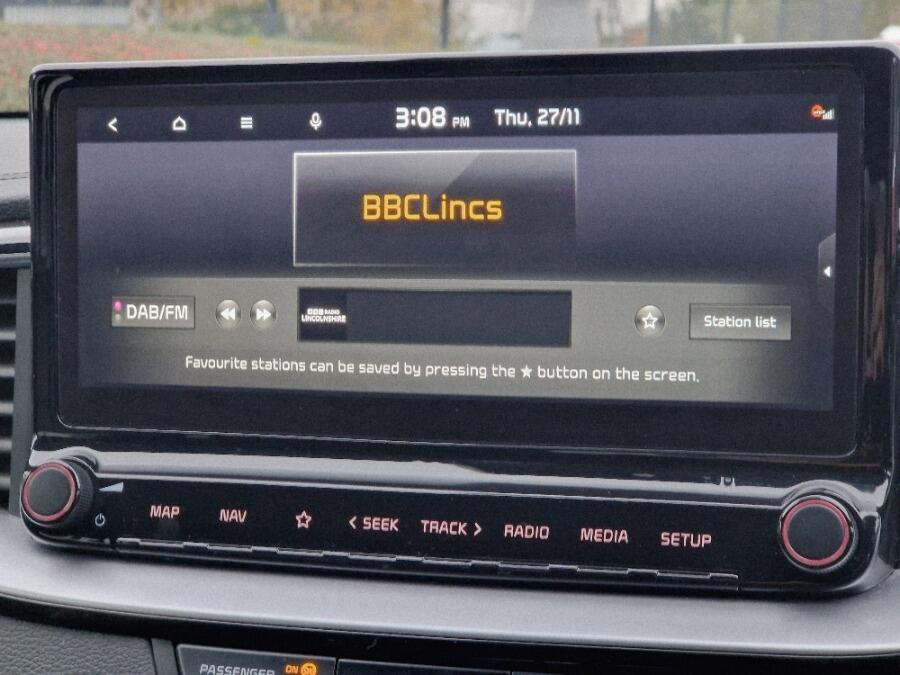 3:08 PM Thu, 27/11
BBCLincs
DAB/FM
BBC RADIO
LINCOLNSHIRE
Station list
Favourite stations can be saved by pressing the ★ button on the screen.
MAP NAV ☆ < SEEK TRACK > RADIO MEDIA SETUP
PASSENGER ON